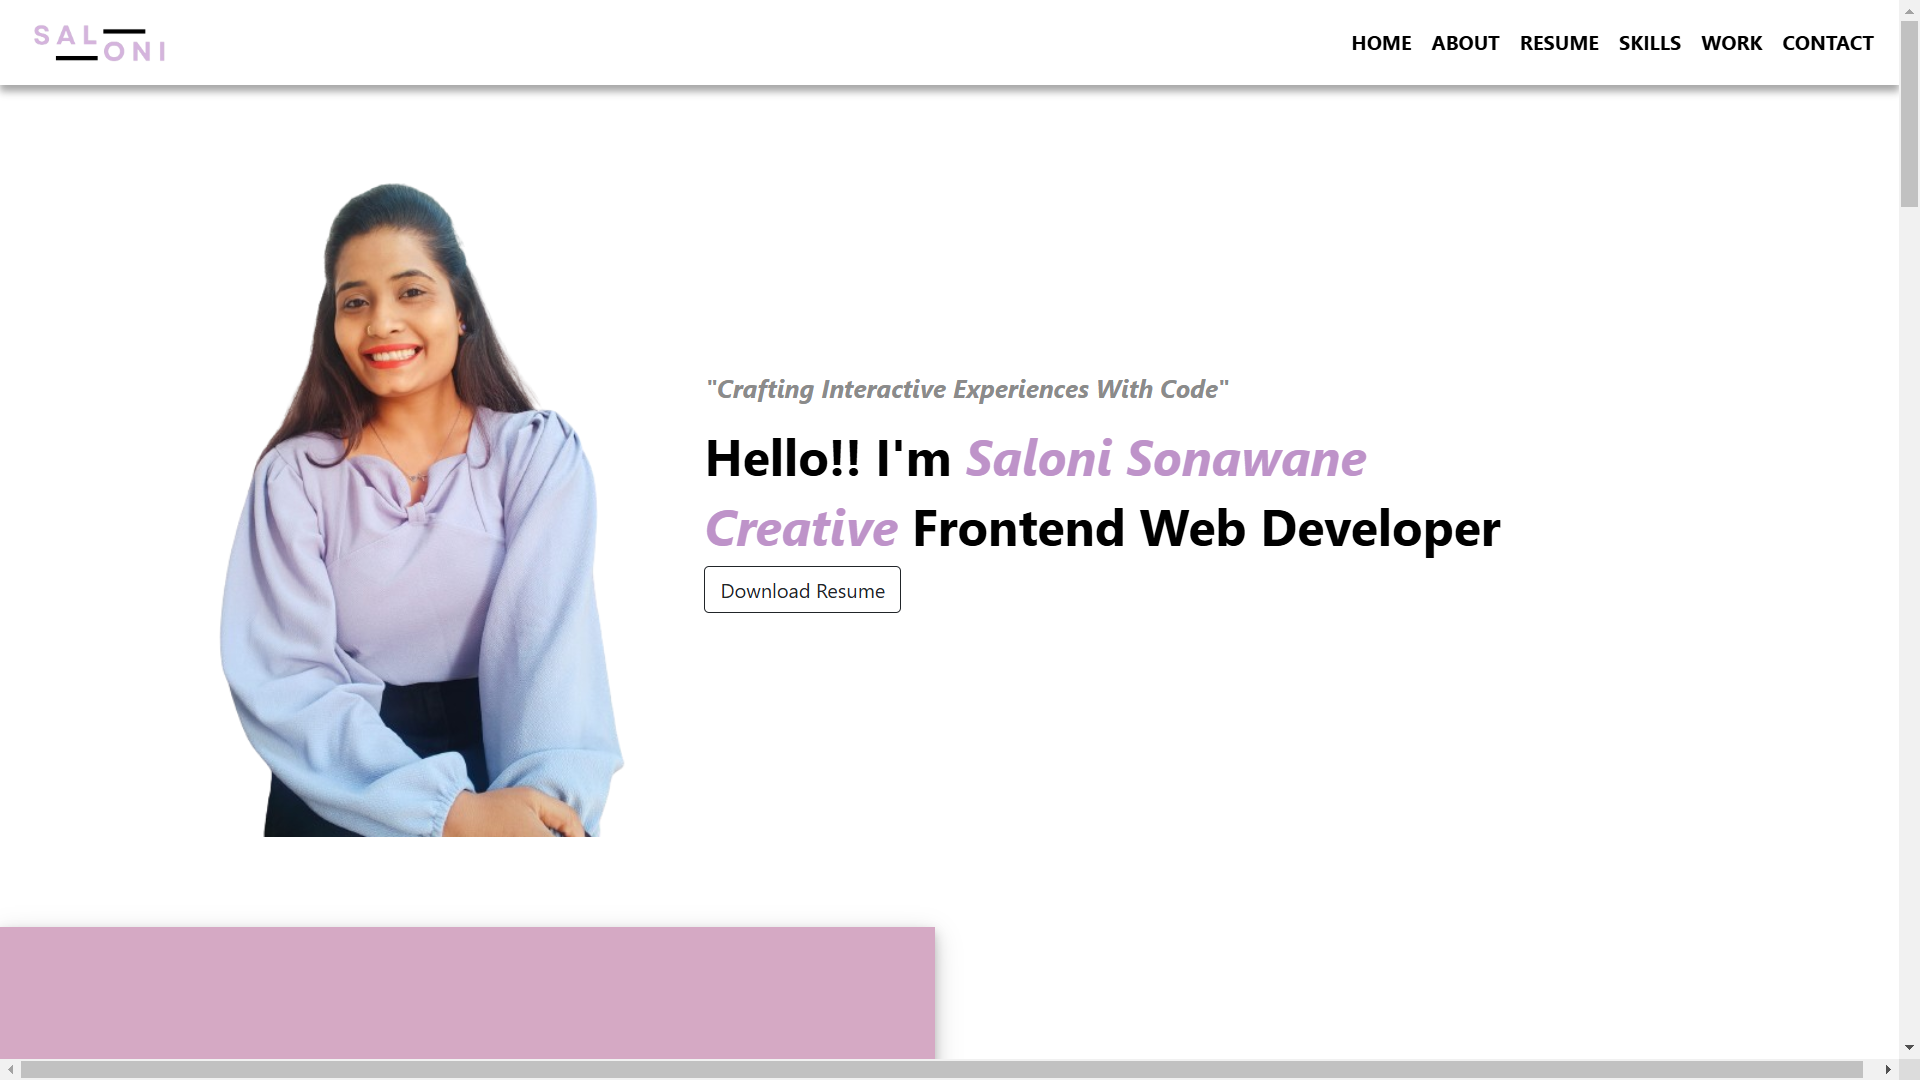 SAL
ONI
HOME ABOUT RESUME SKILLS WORK CONTACT
"Crafting Interactive Experiences With Code"
Hello!! I'm Saloni Sonawane
Creative Frontend Web Developer
Download Resume